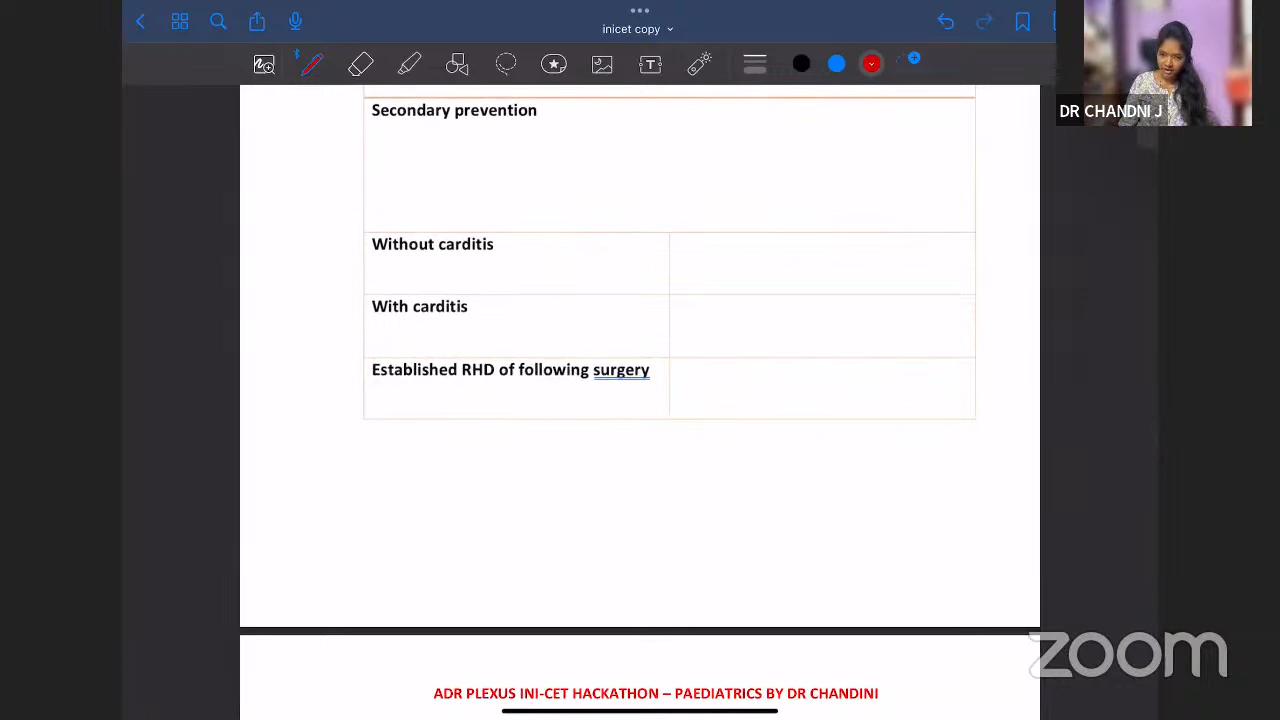 inicet copy
DR CHANDNI J
Secondary prevention
Without carditis
With carditis
Established RHD of following surgery
zoom
ADR PLEXUS INI-CET HACKATHON – PAEDIATRICS BY DR CHANDINI